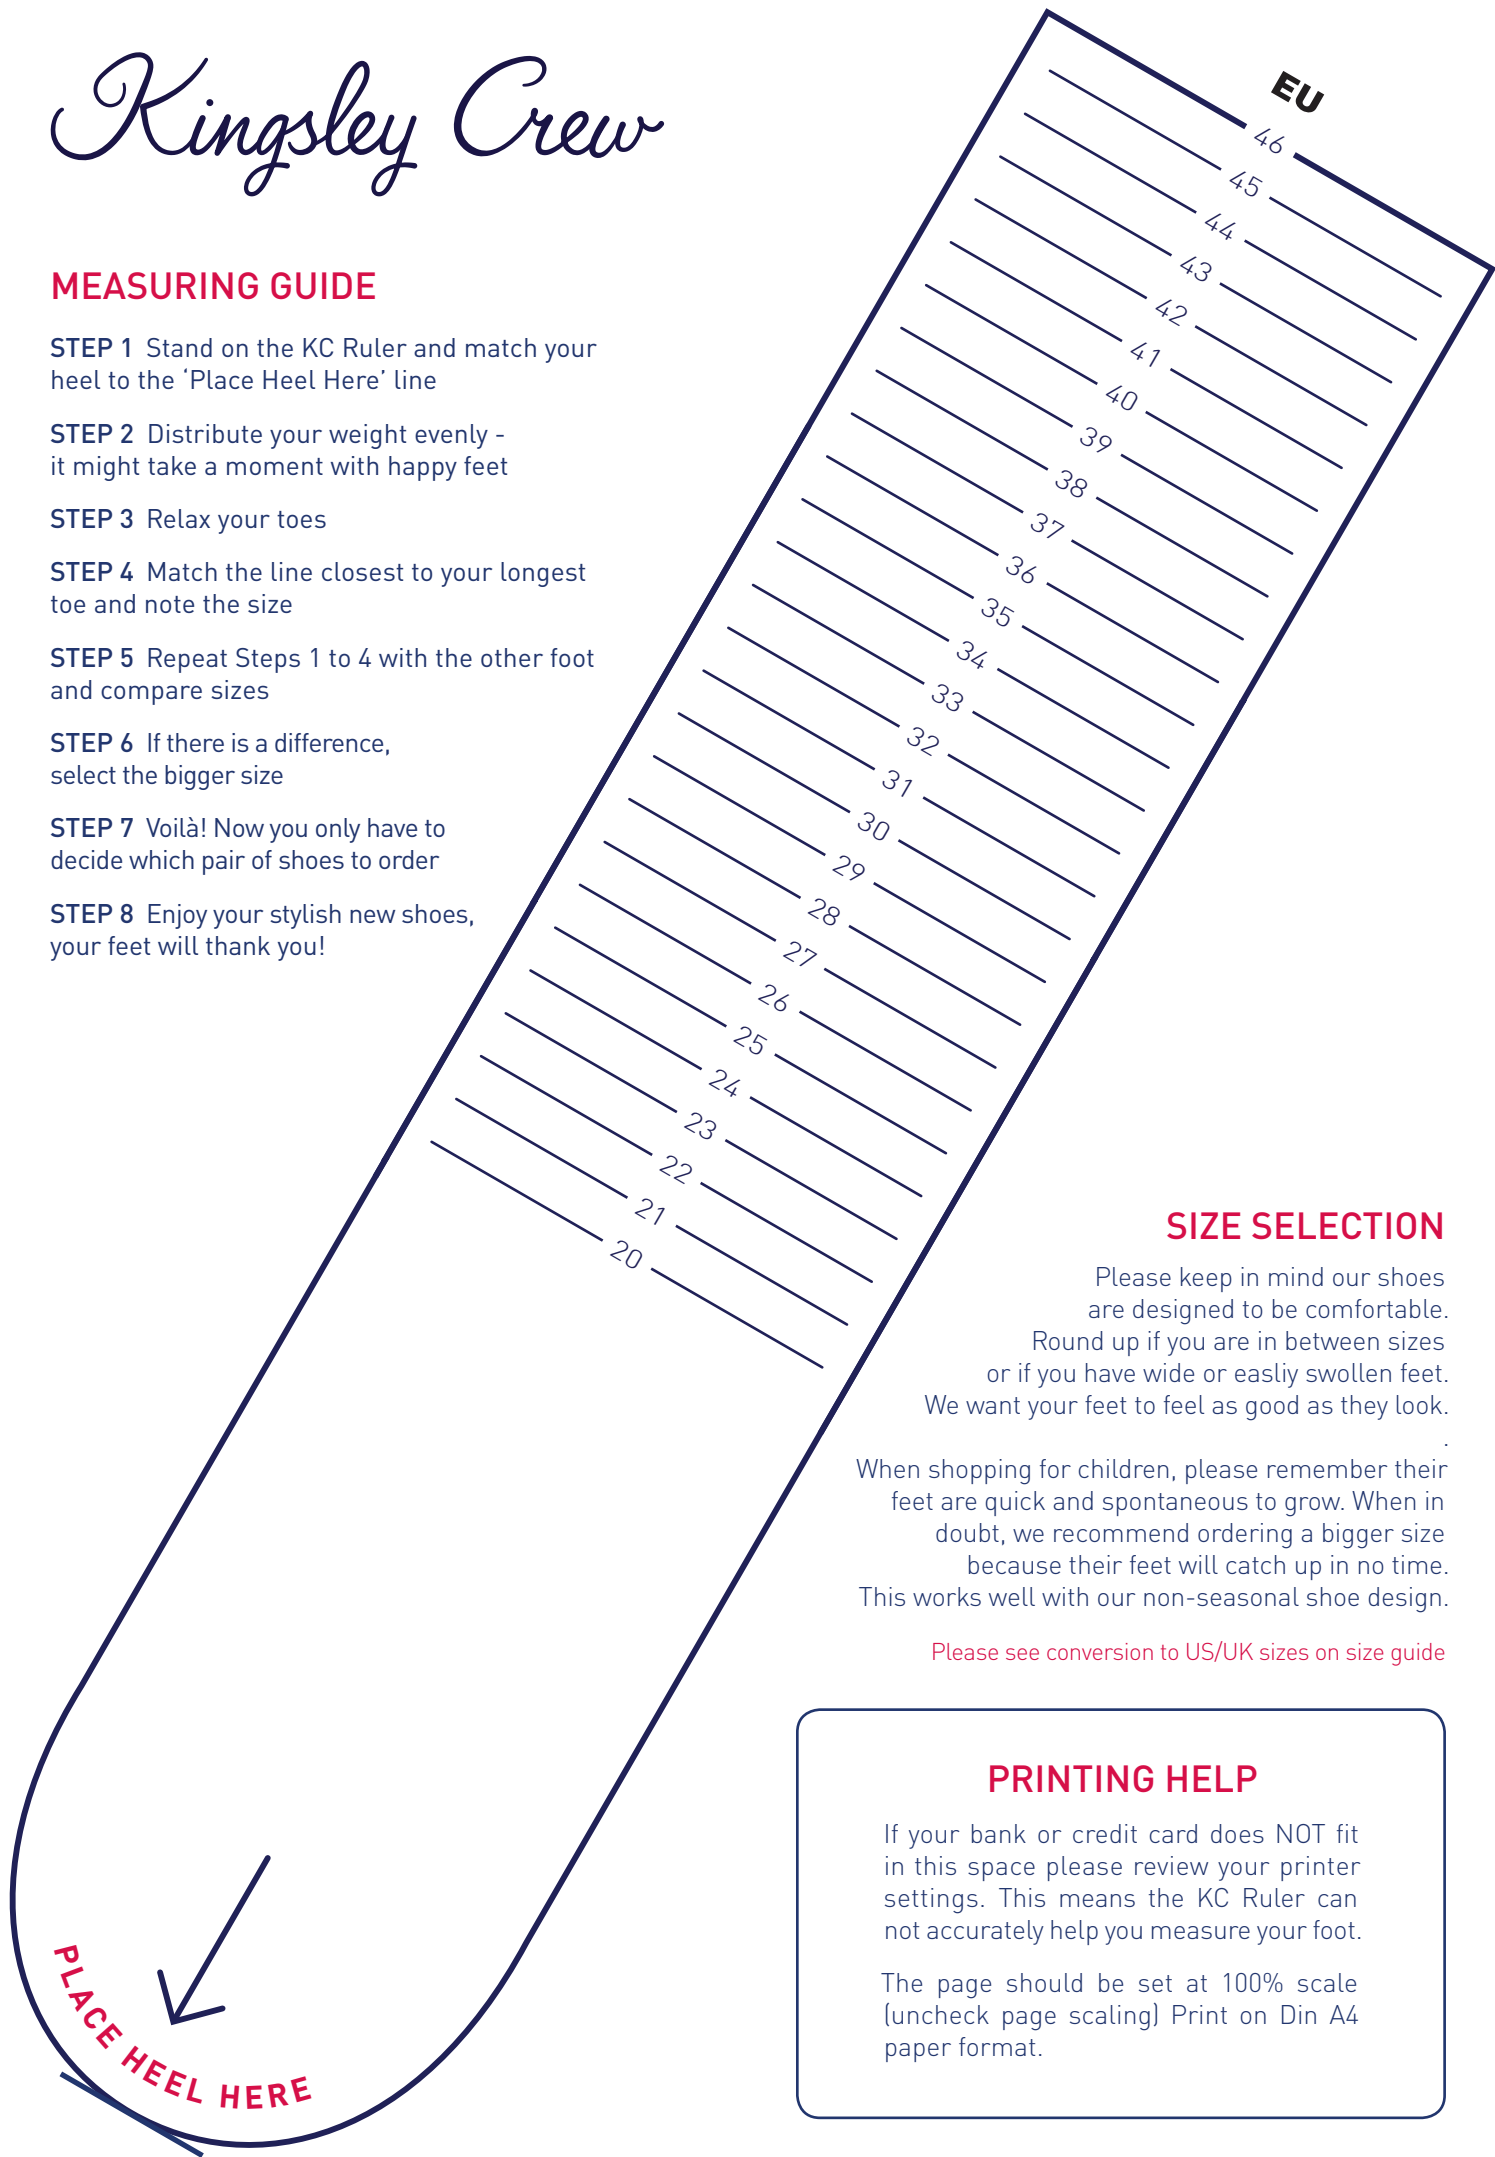 Kingsley Crew
MEASURING GUIDE
STEP 1 Stand on the KC Ruler and match your
heel to the ‘Place Heel Here’ line
STEP 2 Distribute your weight evenly -
it might take a moment with happy feet
STEP 3 Relax your toes
STEP 4 Match the line closest to your longest
toe and note the size
STEP 5 Repeat Steps 1 to 4 with the other foot
and compare sizes
STEP 6 If there is a difference,
select the bigger size
STEP 7 Voilà! Now you only have to
decide which pair of shoes to order
STEP 8 Enjoy your stylish new shoes,
your feet will thank you!
EU
46
45
44
43
42
41
40
39
38
37
36
35
34
33
32
31
30
29
28
27
26
25
24
23
22
21
20
PLACE HEEL HERE
SIZE SELECTION
Please keep in mind our shoes
are designed to be comfortable.
Round up if you are in between sizes
or if you have wide or easliy swollen feet.
We want your feet to feel as good as they look.
.
When shopping for children, please remember their
feet are quick and spontaneous to grow. When in
doubt, we recommend ordering a bigger size
because their feet will catch up in no time.
This works well with our non-seasonal shoe design.
Please see conversion to US/UK sizes on size guide
PRINTING HELP
If your bank or credit card does NOT fit
in this space please review your printer
settings. This means the KC Ruler can
not accurately help you measure your foot.
The page should be set at 100% scale
(uncheck page scaling) Print on Din A4
paper format.